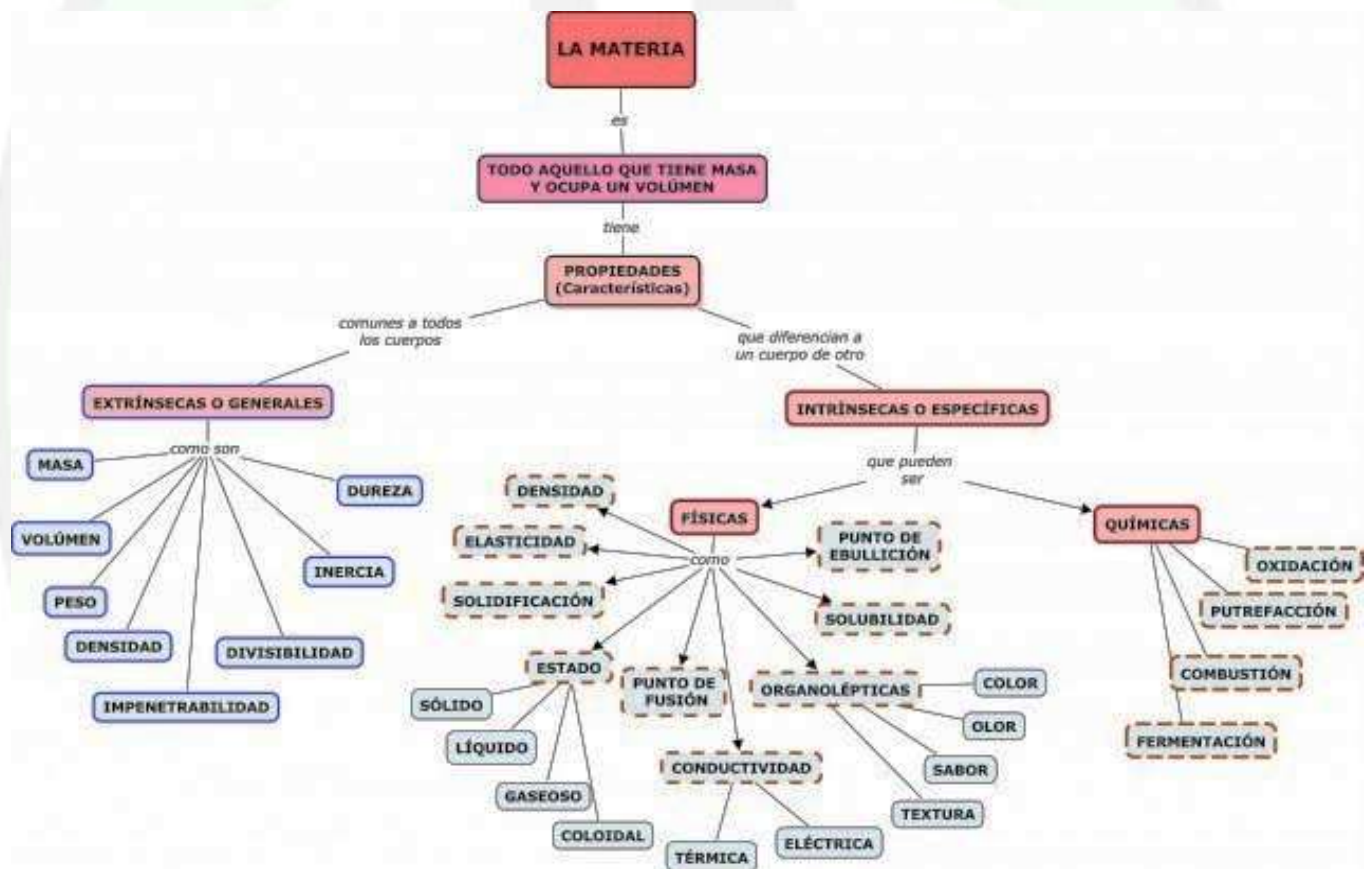 LA MATERIA
es
TODO AQUELLO QUE TIENE MASA
Y OCUPA UN VOLÚMEN
tiene
PROPIEDADES
(Características)
comunes a todos
los cuerpos
que diferencian a
un cuerpo de otro
EXTRÍNSECAS O GENERALES
como son
MASA
DUREZA
VOLÚMEN
INERCIA
PESO
DENSIDAD
DIVISIBILIDAD
IMPENETRABILIDAD
INTRÍNSECAS O ESPECÍFICAS
que pueden
ser
FÍSICAS
como
DENSIDAD
ELASTICIDAD
SOLIDIFICACIÓN
PUNTO DE
EBULLICIÓN
SOLUBILIDAD
ESTADO
SÓLIDO
LÍQUIDO
GASEOSO
COLOIDAL
PUNTO DE
FUSIÓN
CONDUCTIVIDAD
TÉRMICA
ELÉCTRICA
ORGANOLÉPTICAS
COLOR
OLOR
SABOR
TEXTURA
QUÍMICAS
OXIDACIÓN
PUTREFACCIÓN
COMBUSTIÓN
FERMENTACIÓN